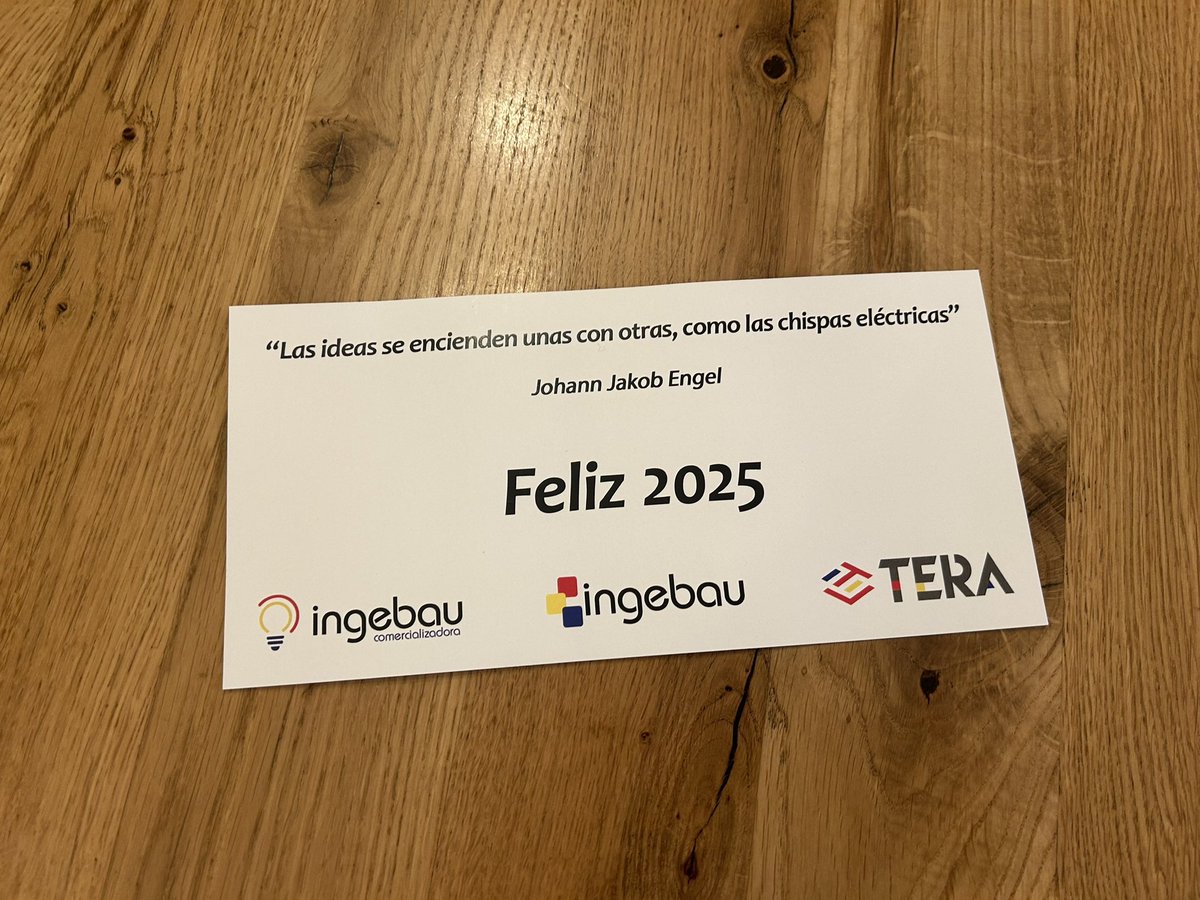 “Las ideas se encienden unas con otras, como las chispas eléctricas”
Johann Jakob Engel
Feliz 2025
ingebau
comercializadora
ingebau
TERA